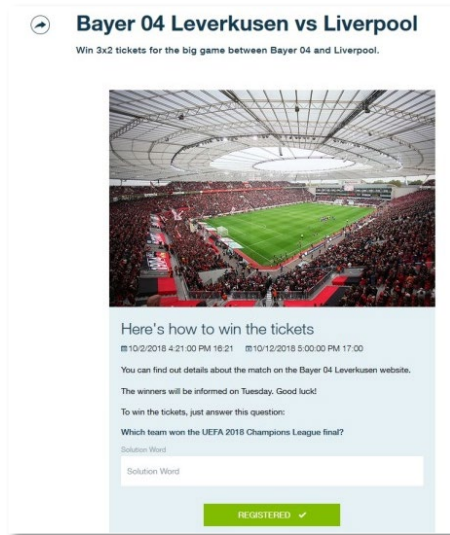 Bayer 04 Leverkusen vs Liverpool
Win 3x2 tickets for the big game between Bayer 04 and Liverpool.
Here's how to win the tickets
10/2/2018 4:21:00 PM 16:21 10/12/2018 5:00:00 PM 17:00
You can find out details about the match on the Bayer 04 Leverkusen website.
The winners will be informed on Tuesday. Good luck!
To win the tickets, just answer this question:
Which team won the UEFA 2018 Champions League final?
Solution Word
Solution Word
REGISTERED